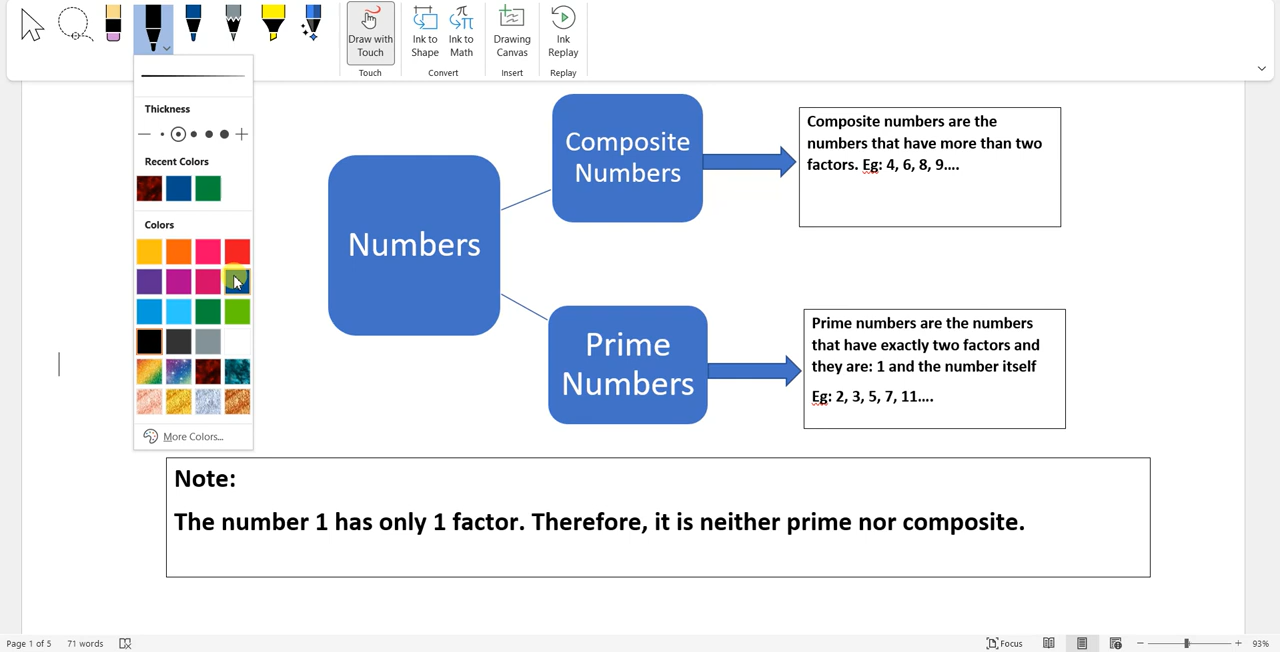 Draw with Touch
Ink to Shape
Ink to Math
Drawing Canvas
Ink Replay
Touch
Convert
Insert
Replay
Thickness
Recent Colors
Colors
More Colors...
Numbers
Composite
Numbers
Composite numbers are the
numbers that have more than two
factors. Eg: 4, 6, 8, 9....
Prime
Numbers
Prime numbers are the numbers
that have exactly two factors and
they are: 1 and the number itself
Eg: 2, 3, 5, 7, 11....
Note:
The number 1 has only 1 factor. Therefore, it is neither prime nor composite.
Page 1 of 5 71 words
Focus
93%